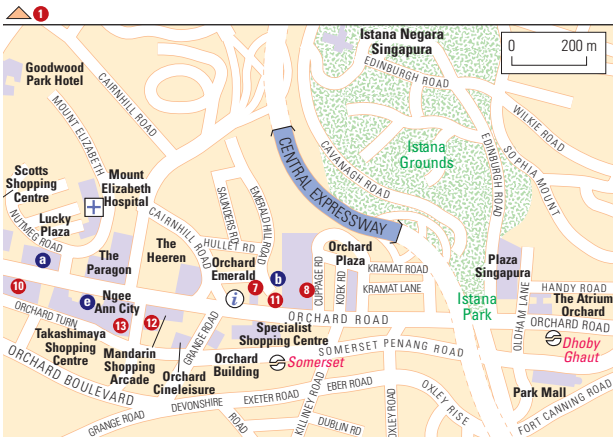 1
Istana Negara
Singapura
0 200 m
Goodwood
Park Hotel
CAIRNHILL ROAD
EDINBURGH ROAD
MOUNT ELIZABETH
WILKIE ROAD
EDINBURGH ROAD
SOPHIA MOUNT
CENTRAL EXPRESSWAY
CAVANAGH ROAD
Istana
Grounds
Scotts
Shopping
Centre
Mount
Elizabeth
Hospital
Lucky
Plaza
NUTMEG ROAD
CAIRNHILL ROAD
SAUNDERS RD
EMERALD HILL ROAD
HULLET RD
a
The
Paragon
The
Heeren
Orchard
Emerald
b
7
8
11
i
CUPPAGE RD
KOEK RD
Orchard
Plaza
KRAMAT ROAD
KRAMAT LANE
Istana
Park
Plaza
Singapura
OLDHAM LANE
HANDY ROAD
The Atrium
Orchard
10
e
Ngee
Ann City
13
12
ORCHARD TURN
ORCHARD ROAD
ORCHARD ROAD
Takashimaya
Shopping
Centre
Mandarin
Shopping
Arcade
GRANGE ROAD
Specialist
Shopping Centre
SOMERSET
PENANG ROAD
Orchard
Building
Somerset
Orchard
Cineleisure
Dhoby
Ghaut
ORCHARD BOULEVARD
Park Mall
FORT CANNING ROAD
GRANGE ROAD
DEVONSHIRE
ROAD
EXETER ROAD
EBER ROAD
KILLINEY ROAD
DUBLIN RD
OXLEY ROAD
OXLEY RISE